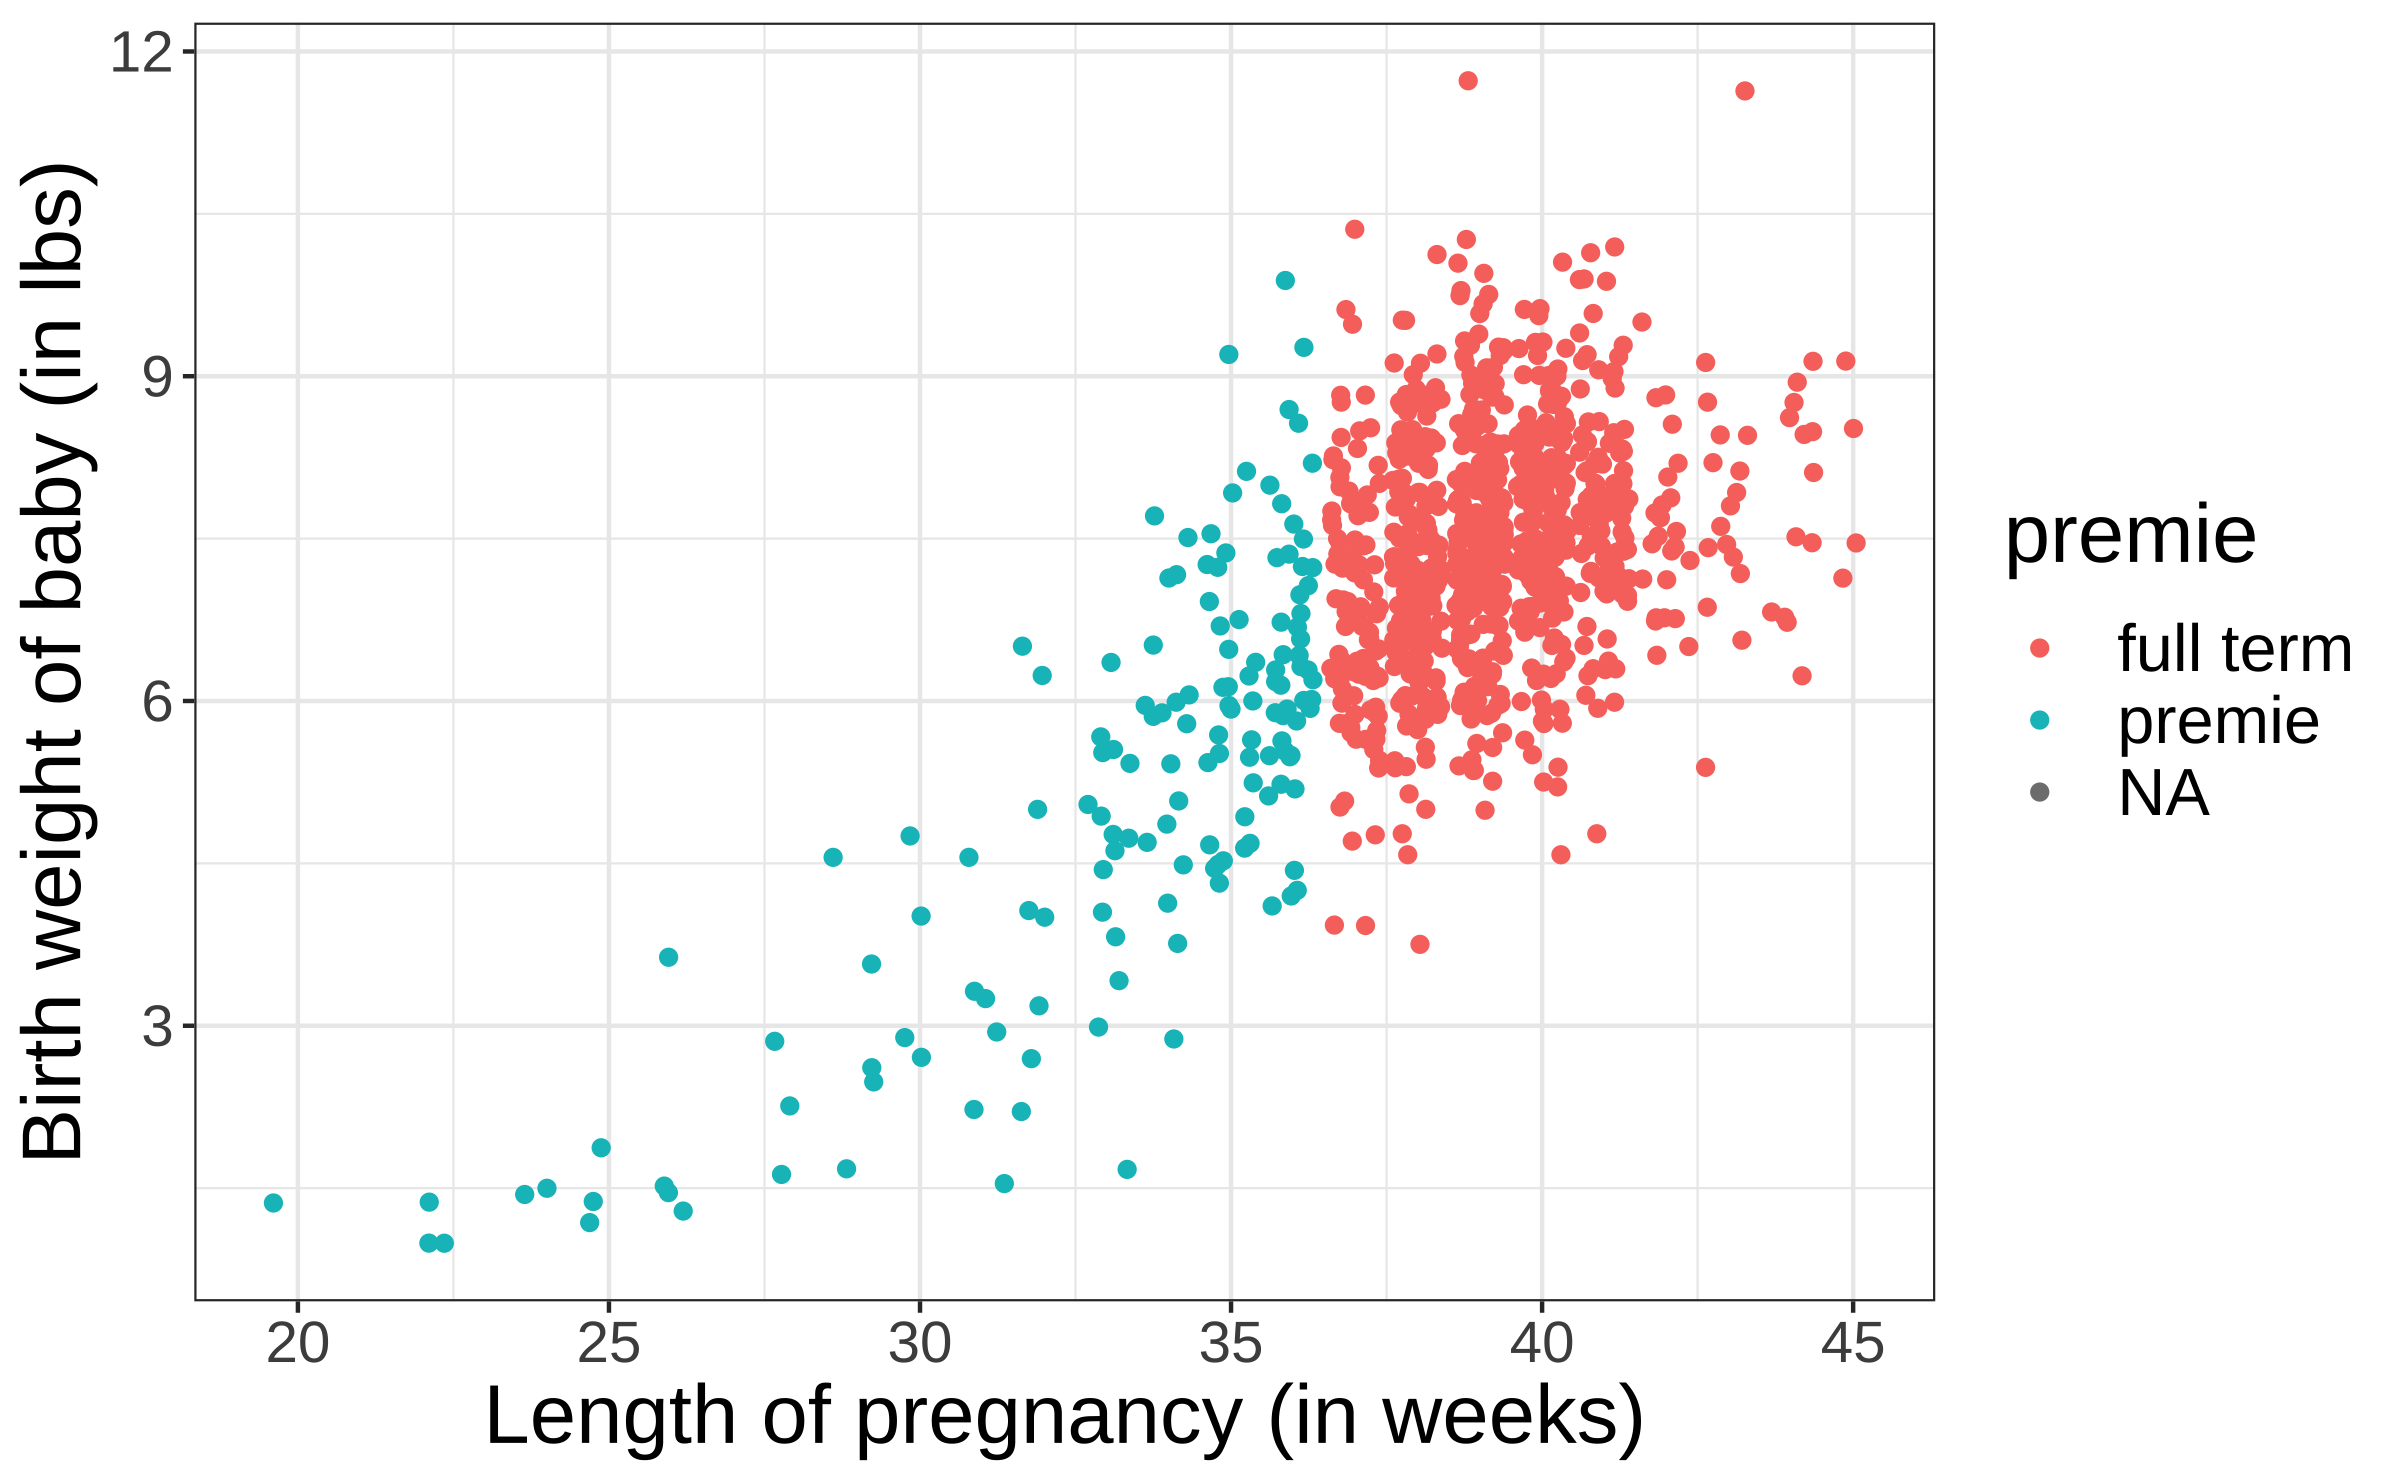 Birth weight of baby (in lbs)
12
9
6
3
20 25 30 35 40 45
Length of pregnancy (in weeks)
premie
full term
premie
NA